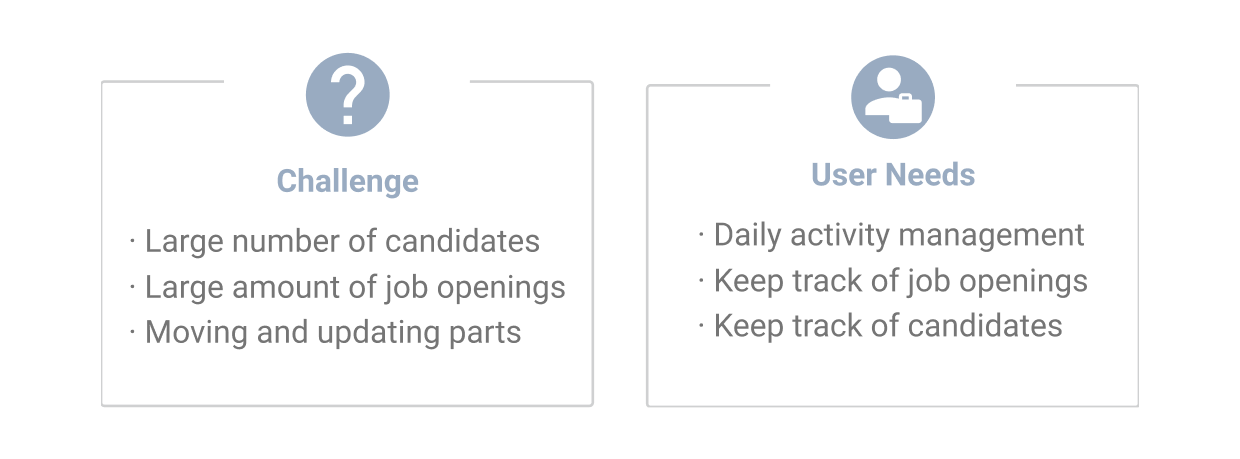 Challenge
· Large number of candidates
· Large amount of job openings
· Moving and updating parts
User Needs
· Daily activity management
· Keep track of job openings
· Keep track of candidates